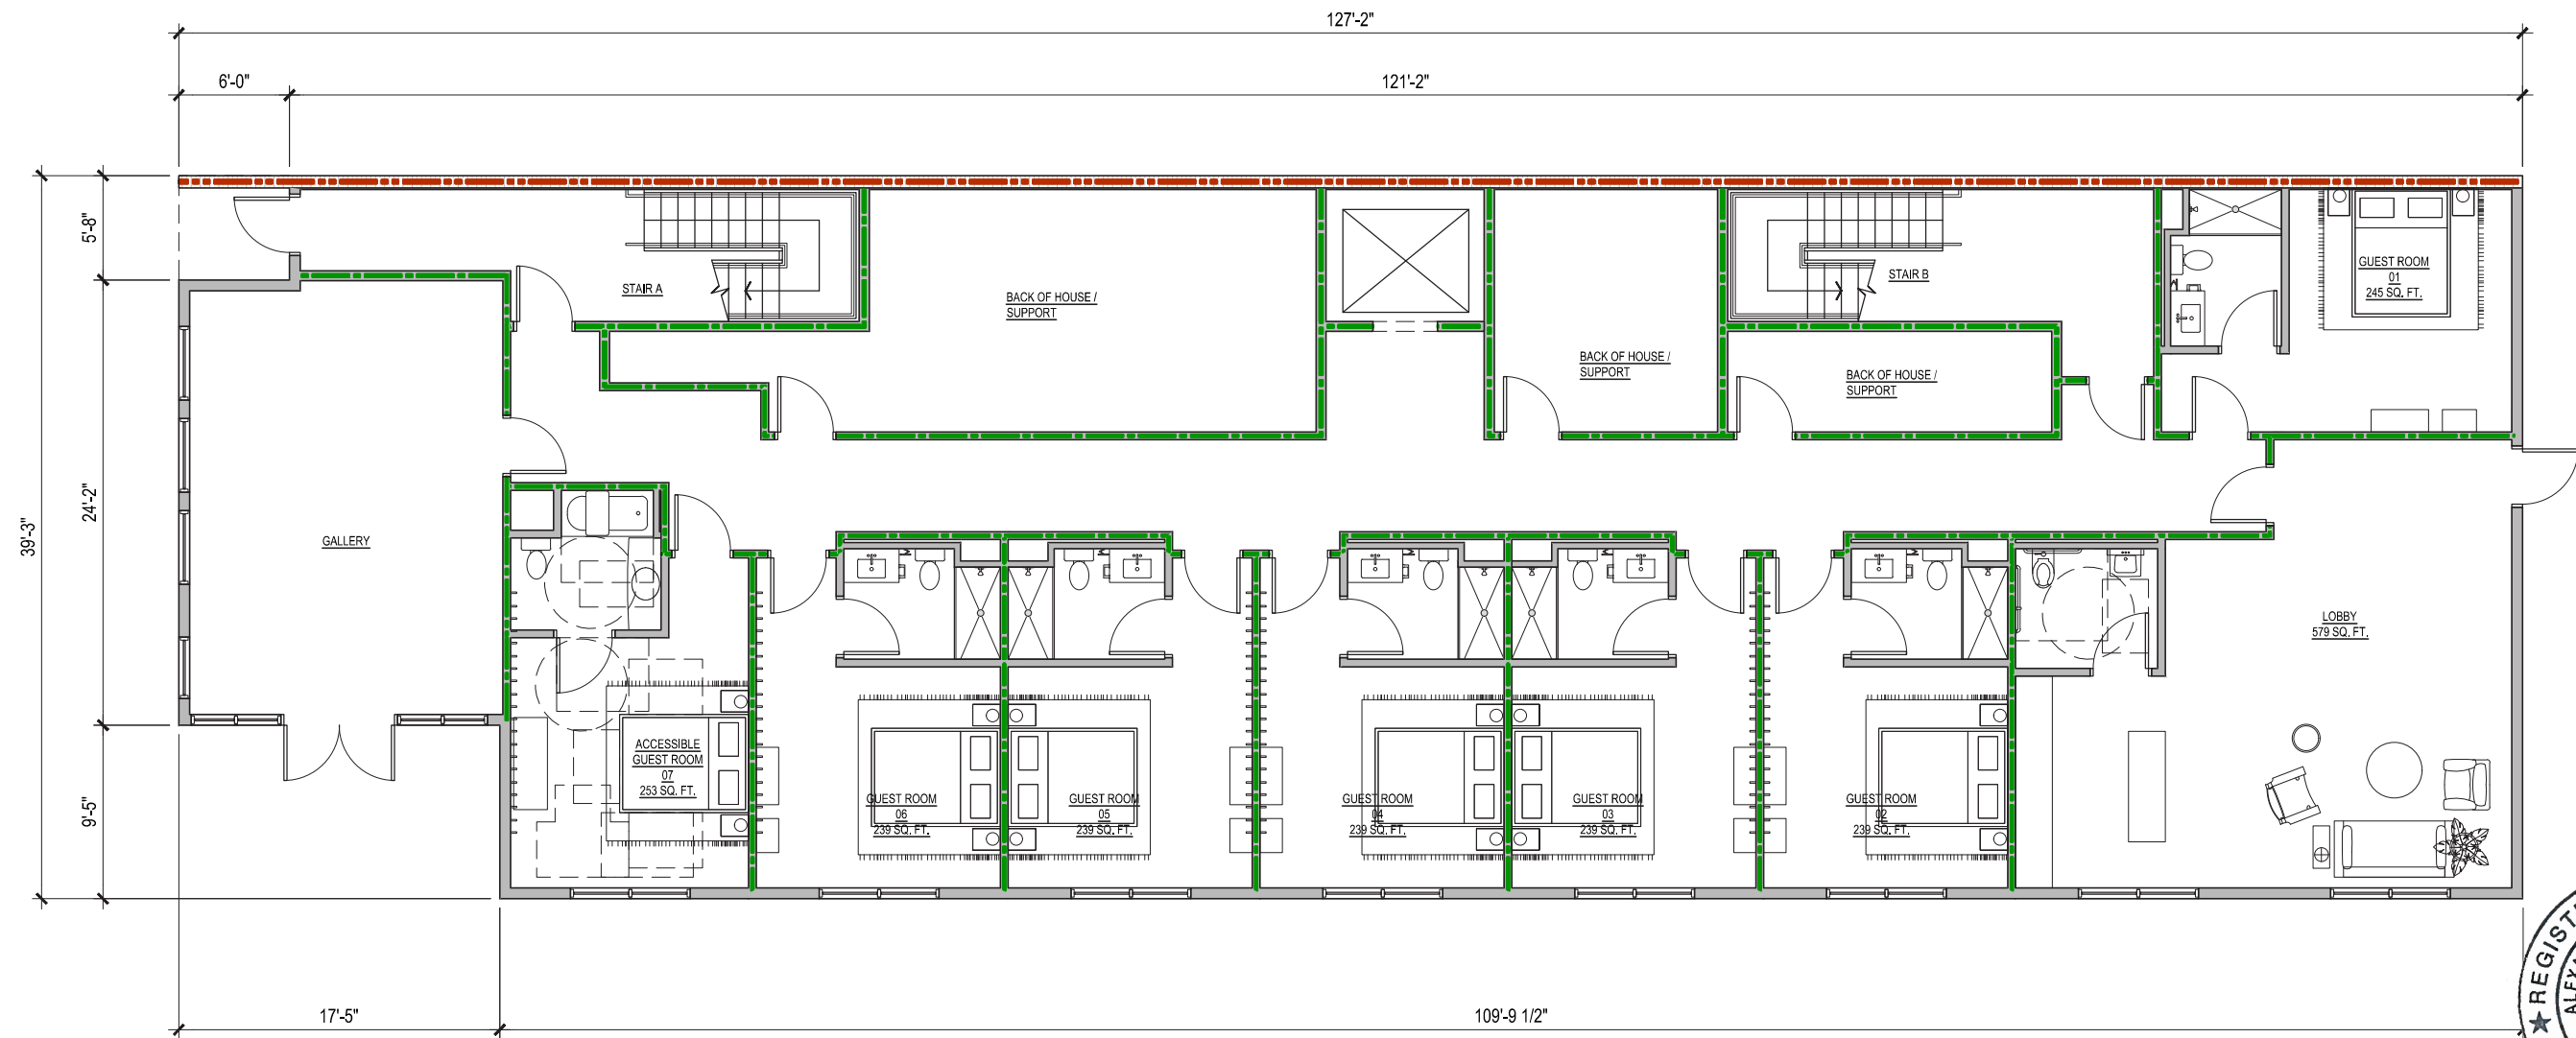 127'-2"
6'-0"
121'-2"
5'-8"
39'-3"
24'-2"
9'-5"
STAIR A
BACK OF HOUSE /
SUPPORT
BACK OF HOUSE /
SUPPORT
STAIR B
BACK OF HOUSE /
SUPPORT
GUEST ROOM
01
245 SQ. FT.
GALLERY
LOBBY
579 SQ. FT.
ACCESSIBLE
GUEST ROOM
07
253 SQ. FT.
GUEST ROOM
06
239 SQ. FT.
GUEST ROOM
05
239 SQ. FT.
GUEST ROOM
04
239 SQ. FT.
GUEST ROOM
03
239 SQ. FT.
GUEST ROOM
02
239 SQ. FT.
17'-5"
109'-9 1/2"
★ REGIST
ALEXA